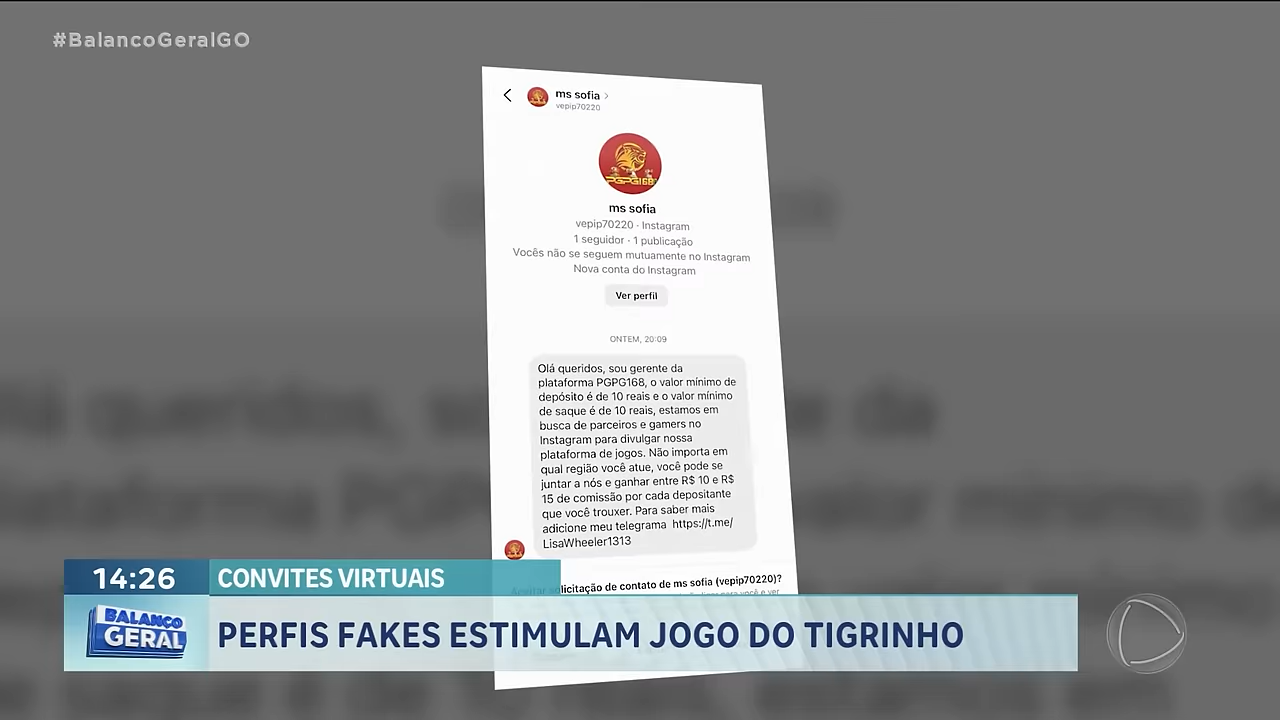 #BalancoGeralGO
ms sofia
vepip70220
PGPG168
ms sofia
vepip70220 · Instagram
1 seguidor · 1 publicação
Vocês não se seguem mutuamente no Instagram
Nova conta do Instagram
Ver perfil
ONTEM, 20:09
Olá queridos, sou gerente da
plataforma PGPG168, o valor mínimo de
depósito é de 10 reais e o valor mínimo
de saque é de 10 reais, estamos em
busca de parceiros e gamers no
Instagram para divulgar nossa
plataforma de jogos. Não importa em
qual região você atue, você pode se
juntar a nós e ganhar entre R$ 10 e R$
15 de comissão por cada depositante
que você trouxer. Para saber mais
adicione meu telegrama https://t.me/
LisaWheeler1313
Aceitar solicitação de contato de ms sofia (vepip70220)?
14:26
CONVITES VIRTUAIS
BALANCO
GERAL
PERFIS FAKES ESTIMULAM JOGO DO TIGRINHO